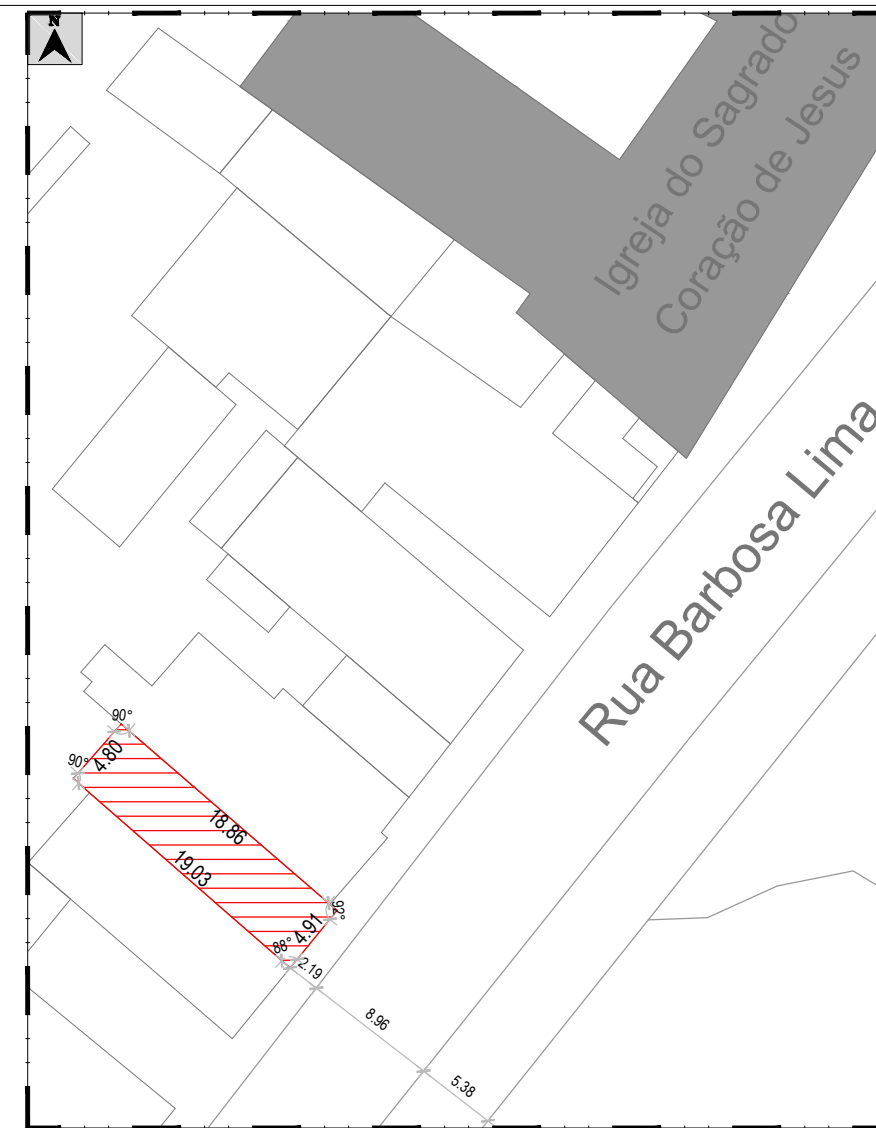 N
Igreja do Sagrado
Coração de Jesus
Rua Barbosa Lima
90°
90°
4.80
18.86
19.03
92°
4.91
88°
2.19
8.96
5.38